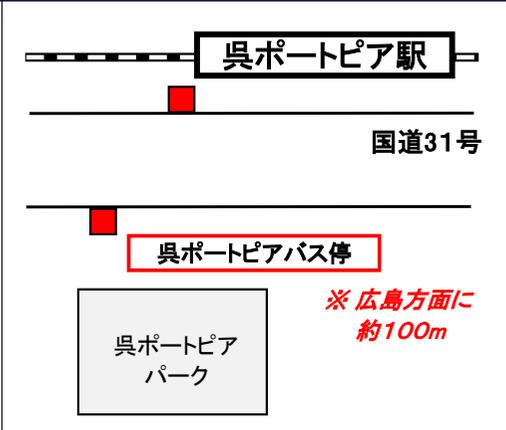 呉ポートピア駅
国道31号
呉ポートピアバス停
※ 広島方面に
約100m
呉ポートピア
パーク